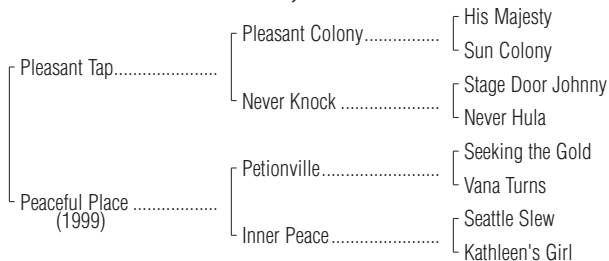 His Majesty
Pleasant Colony.................
Sun Colony
Pleasant Tap.....................
Stage Door Johnny
Never Knock ....................
Never Hula
Seeking the Gold
Petionville........................
Vana Turns
Peaceful Place .................
(1999)
Seattle Slew
Inner Peace......................
Kathleen's Girl